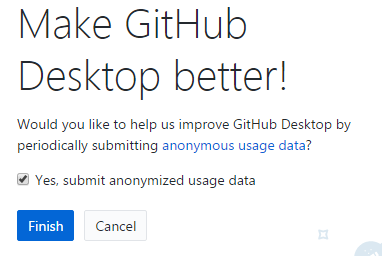 Make GitHub
Desktop better!
Would you like to help us improve GitHub Desktop by
periodically submitting anonymous usage data?
Yes, submit anonymized usage data
Finish Cancel